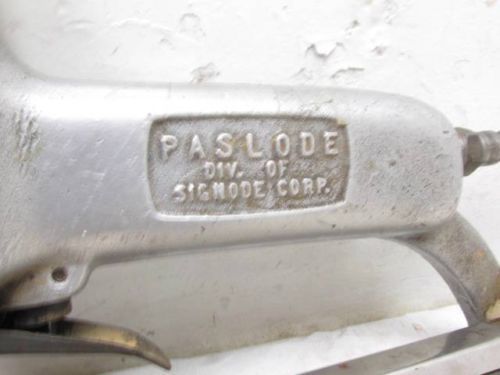 PASLODE
DIV. OF
SIGNODE CORP.